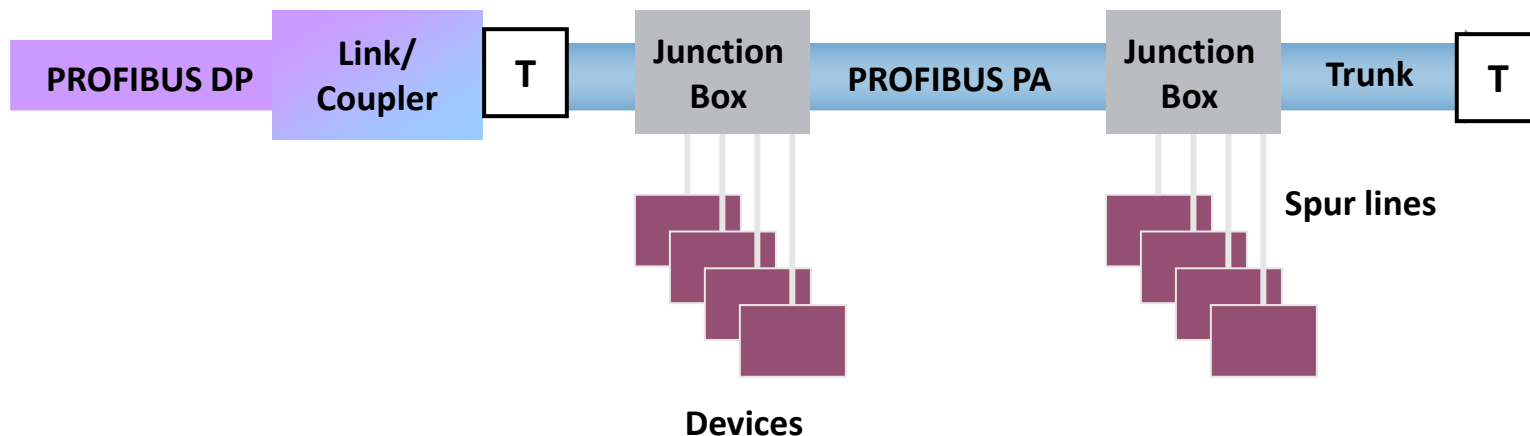 PROFIBUS DP
Link/
Coupler
T
Junction
Box
PROFIBUS PA
Junction
Box
Trunk
T
Spur lines
Devices